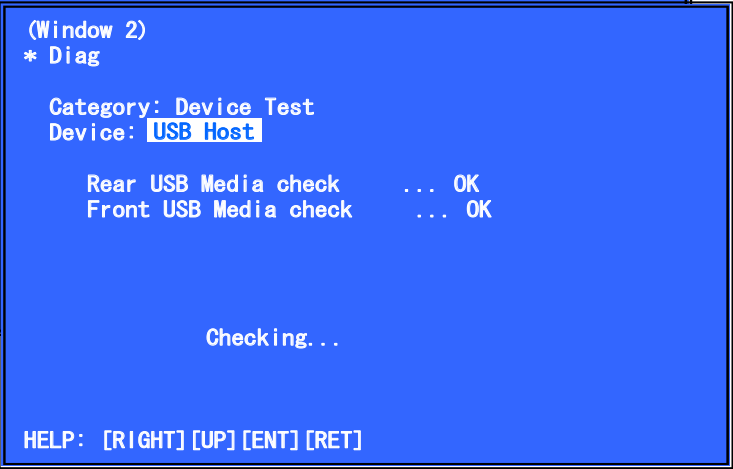 (Window 2)
* Diag
Category: Device Test
Device: USB Host
Rear USB Media check ... OK
Front USB Media check ... OK
Checking...
HELP: [RIGHT][UP][ENT][RET]